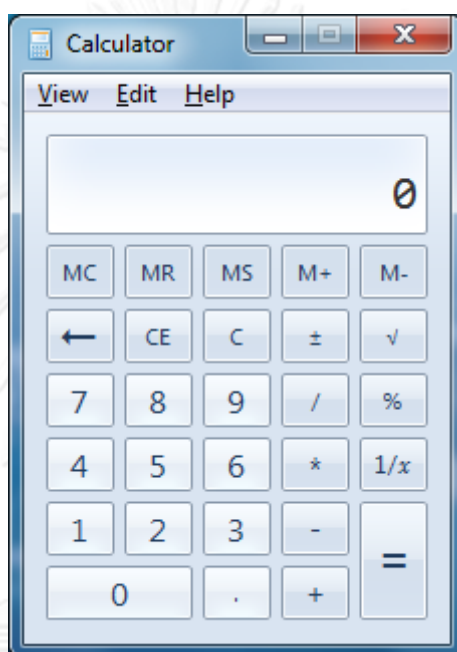 Calculator
View Edit Help
0
MC MR MS M+ M-
← CE C ± √
7 8 9 / %
4 5 6 * 1/x
1 2 3 - =
0 . +